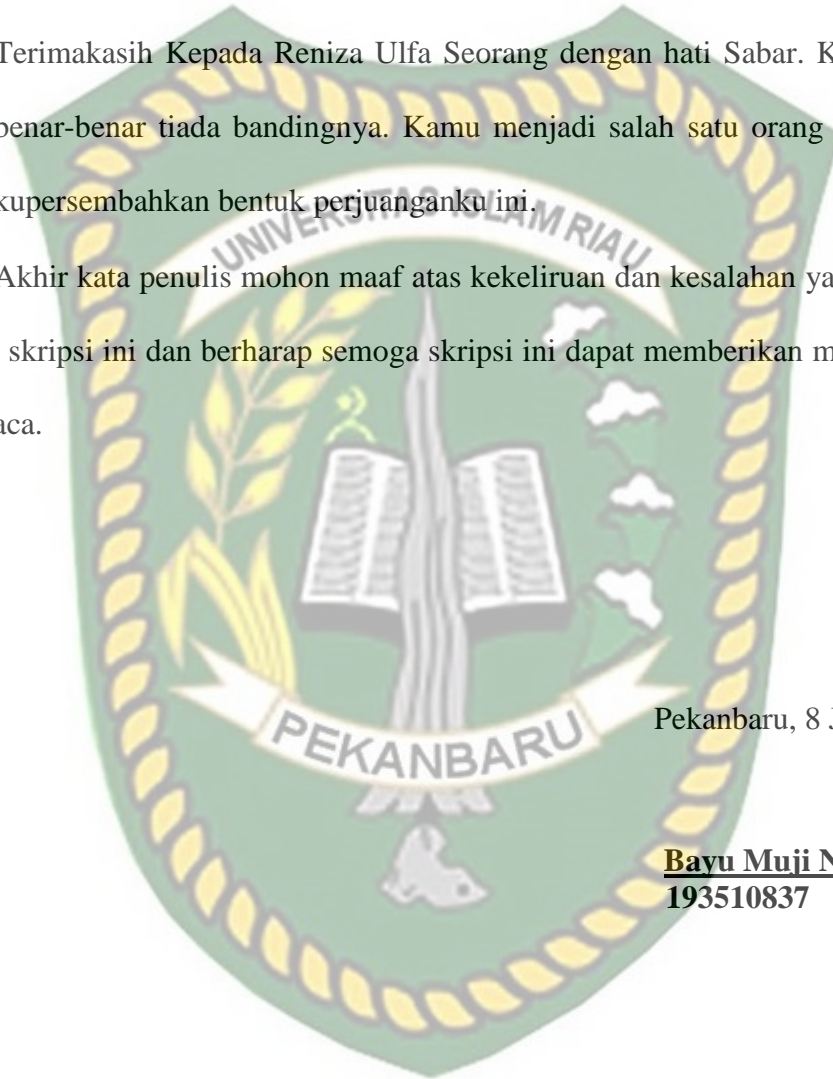 Terimakasih Kepada Reniza Ulfa Seorang dengan hati Sabar. K
benar-benar tiada bandingnya. Kamu menjadi salah satu orang
kupersembahkan bentuk perjuanganku ini.
UNIVERSITAS ISLAM RIAU
Akhir kata penulis mohon maaf atas kekeliruan dan kesalahan ya
skripsi ini dan berharap semoga skripsi ini dapat memberikan m
aca.
PEKANBARU
Pekanbaru, 8 J
Bayu Muji N
193510837